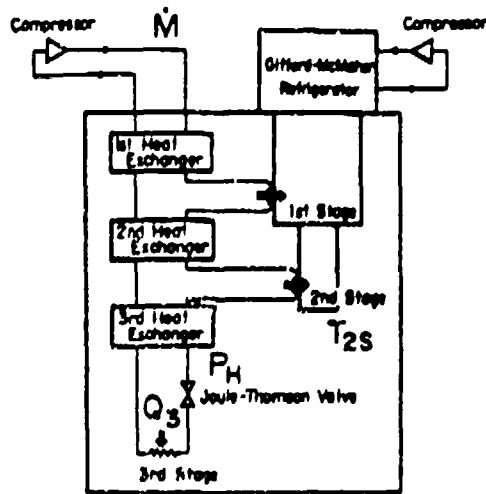 Compressor
Ṁ
Compressor
Gifford-McMahon
Refrigerator
1st Heat
Exchanger
1st Stage
2nd Heat
Exchanger
2nd Stage
T2S
3rd Heat
Exchanger
PH
Joule-Thomson Valve
Q3
3rd Stage